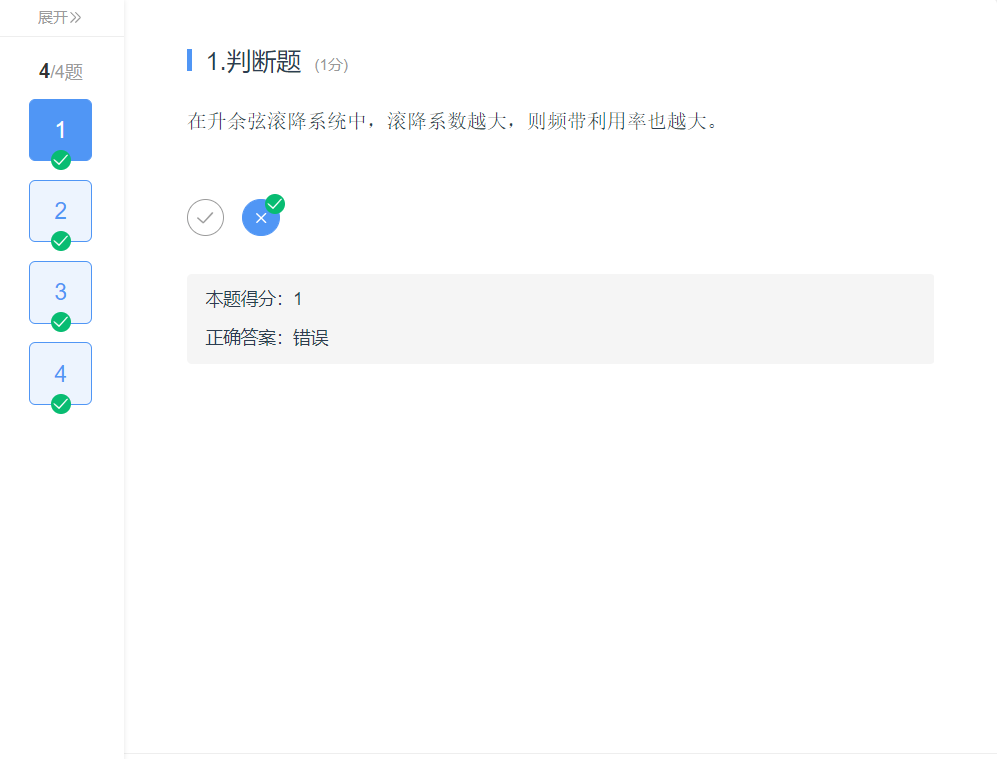 展开
4/4题
1
2
3
4
1.判断题 (1分)
在升余弦滚降系统中，滚降系数越大，则频带利用率也越大。
本题得分：1
正确答案：错误